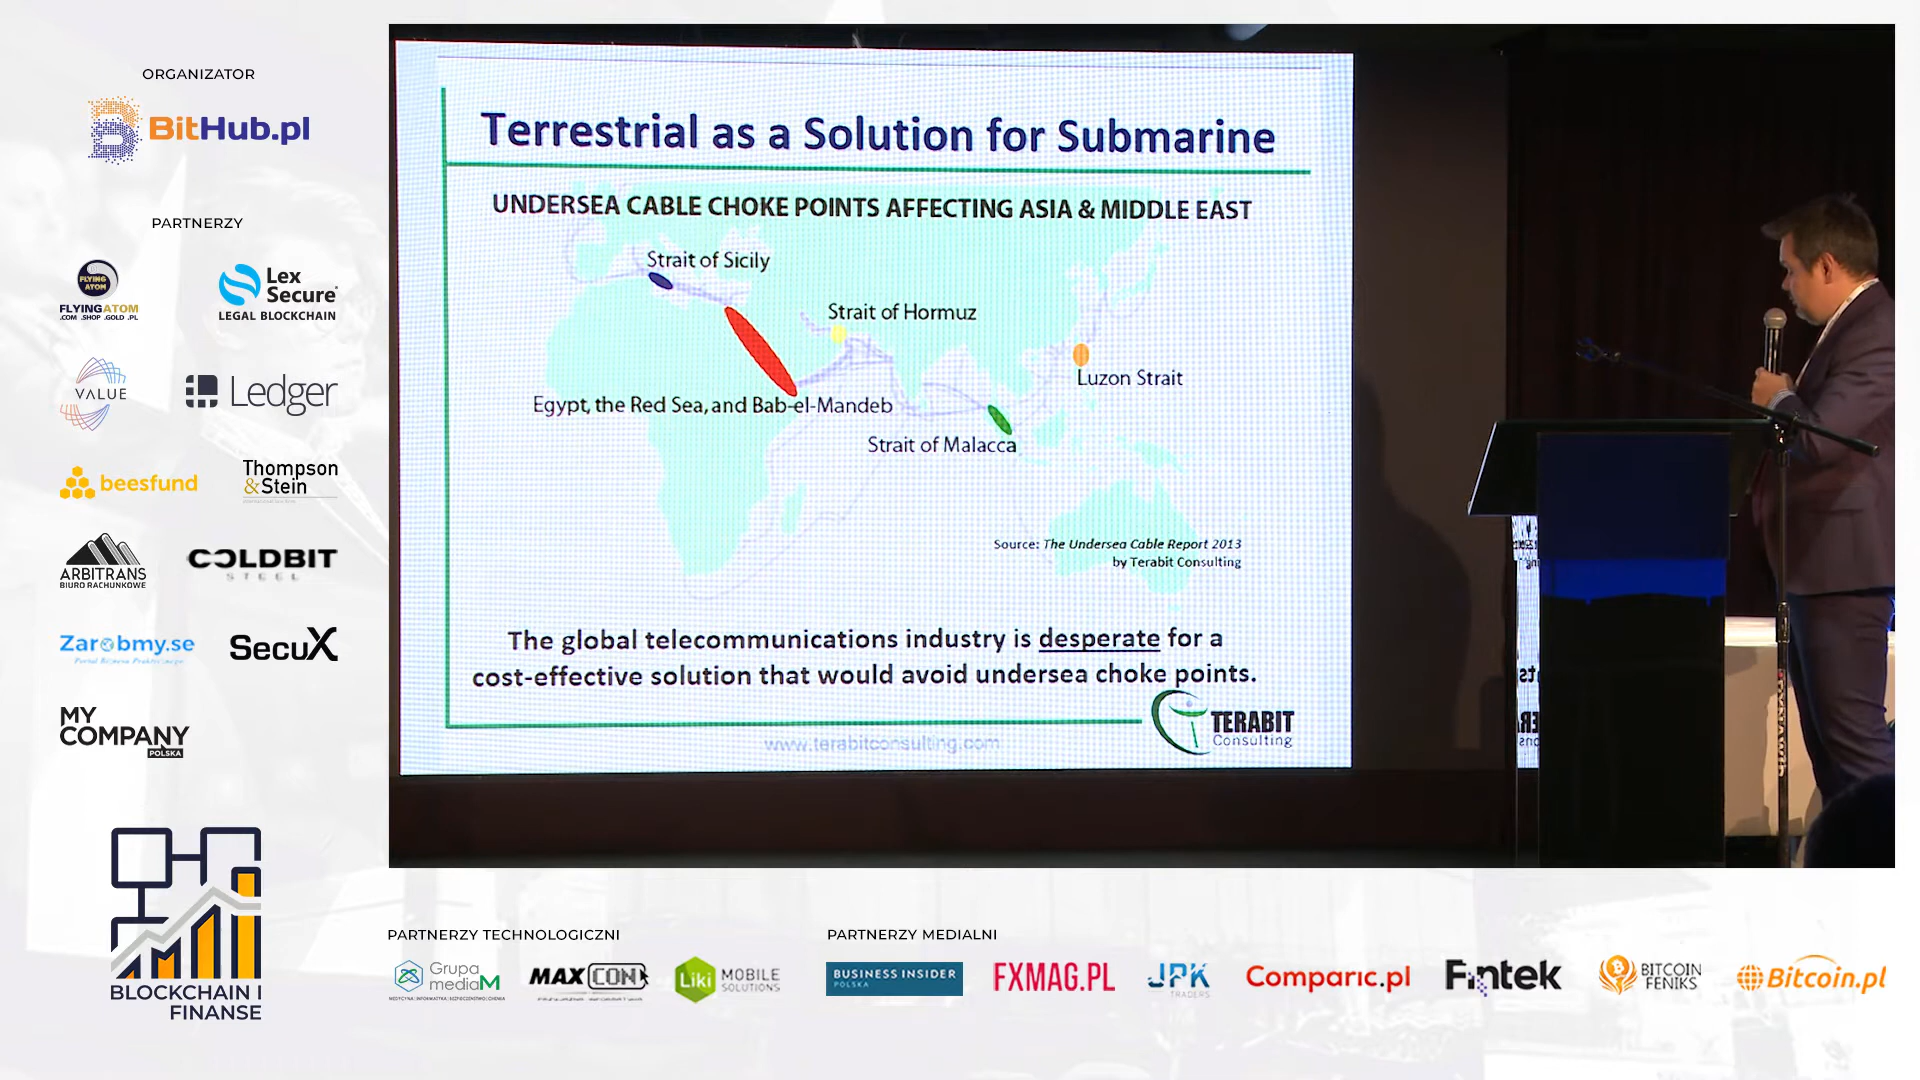 ORGANIZATOR
BitHub.pl
PARTNERZY
FLYING
ATOM
FLYINGATOM
.COM .SHOP .GOLD .PL
Lex
Secure
LEGAL BLOCKCHAIN
VALUE
Ledger
beesfund
Thompson
&Stein
ARBITRANS
BIURO RACHUNKOWE
COLDBIT
STEEL
Zarobmy.se
SecuX
MY
COMPANY
POLSKA
BLOCKCHAIN I
FINANSE
Terrestrial as a Solution for Submarine
UNDERSEA CABLE CHOKE POINTS AFFECTING ASIA & MIDDLE EAST
Strait of Sicily
Strait of Hormuz
Luzon Strait
Egypt, the Red Sea, and Bab-el-Mandeb
Strait of Malacca
Source: The Undersea Cable Report 2013
by Terabit Consulting
The global telecommunications industry is desperate for a
cost-effective solution that would avoid undersea choke points.
TERABIT
Consulting
www.terabitconsulting.com
PARTNERZY TECHNOLOGICZNI
Grupa
mediaM
MAXCON
Liki MOBILE
SOLUTIONS
PARTNERZY MEDIALNI
BUSINESS INSIDER
POLSKA
FXMAG.PL
JPK
TRADERS
Comparic.pl
Fintek
BITCOIN
FENIKS
Bitcoin.pl